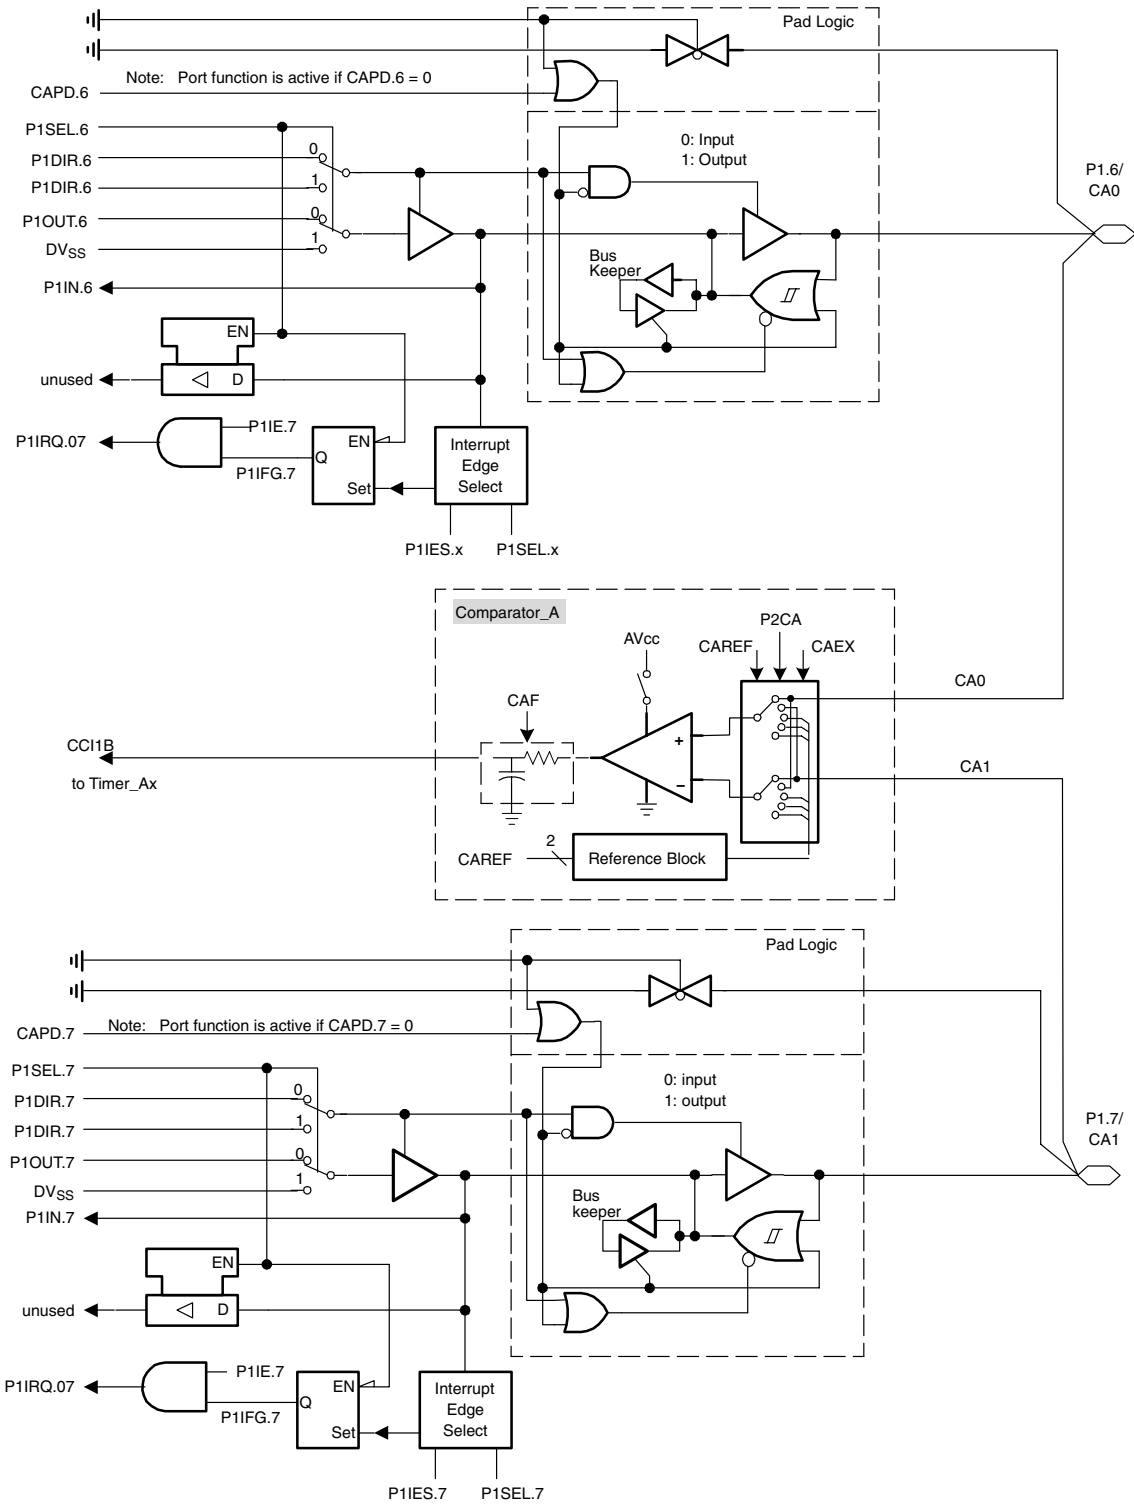 Pad Logic
Note: Port function is active if CAPD.6 = 0
CAPD.6
P1SEL.6
0: Input
1: Output
P1DIR.6
0
P1DIR.6
1
P1.6/
CA0
P1OUT.6
0
DVSS
1
Bus
Keeper
P1IN.6
EN
unused
D
P1IRQ.07
P1IE.7
P1IFG.7
EN
Q
Set
Interrupt
Edge
Select
P1IES.x
P1SEL.x
Comparator_A
P2CA
AVcc
CAREF
CAEX
CA0
CAF
+
CCI1B
to Timer_Ax
CA1
−
2
CAREF
Reference Block
Pad Logic
Note: Port function is active if CAPD.7 = 0
CAPD.7
P1SEL.7
0: input
1: output
P1DIR.7
0
P1DIR.7
1
P1.7/
CA1
P1OUT.7
0
DVSS
1
Bus
keeper
P1IN.7
EN
unused
D
P1IRQ.07
P1IE.7
P1IFG.7
EN
Q
Set
Interrupt
Edge
Select
P1IES.7
P1SEL.7